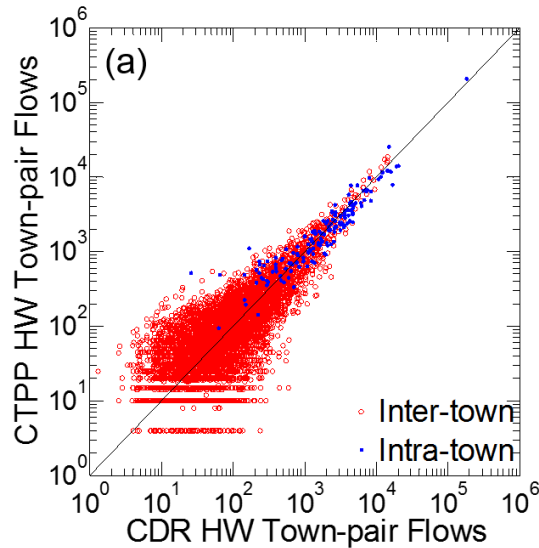 (a)
CTPP HW Town-pair Flows
10^6
10^5
10^4
10^3
10^2
10^1
10^0
Inter-town
Intra-town
10^0 10^1 10^2 10^3 10^4 10^5 10^6
CDR HW Town-pair Flows